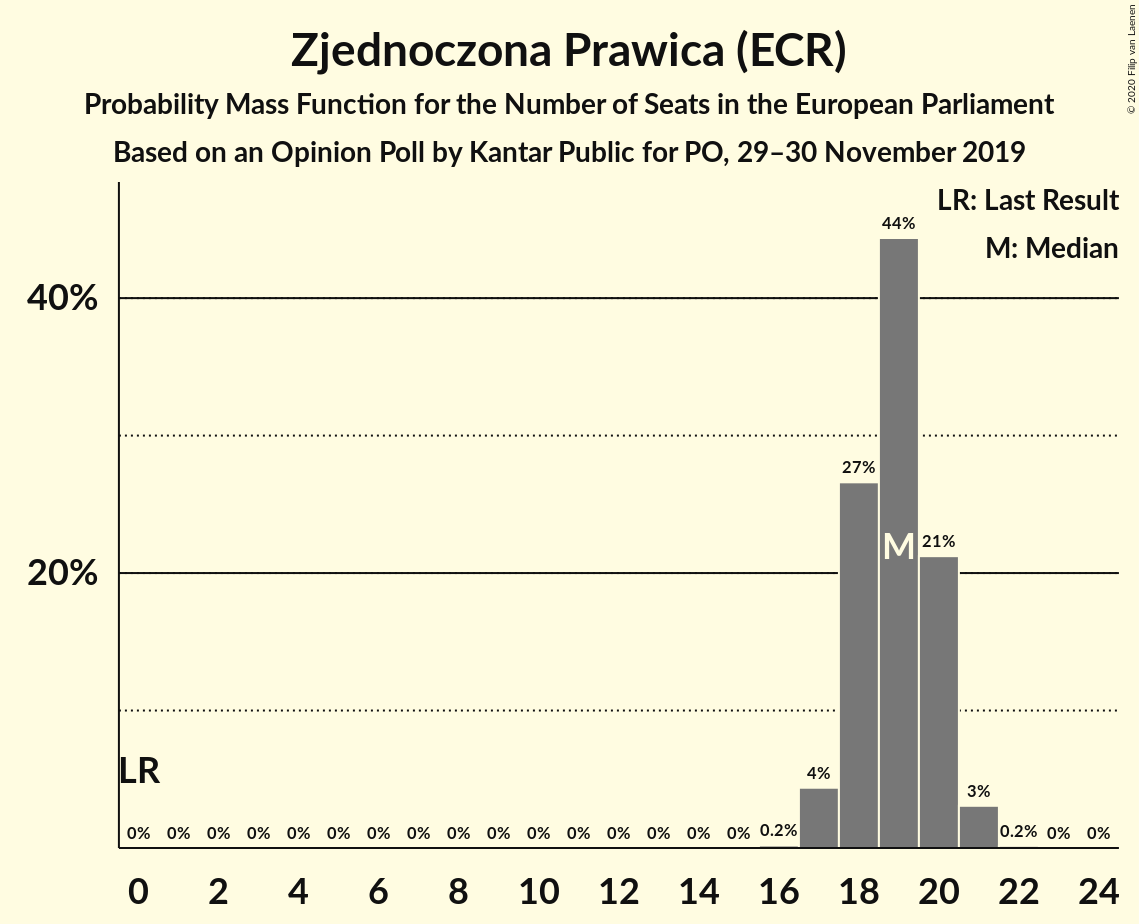 Zjednoczona Prawica (ECR)
Probability Mass Function for the Number of Seats in the European Parliament
Based on an Opinion Poll by Kantar Public for PO, 29–30 November 2019
© 2020 Filip van Laenen
LR: Last Result
M: Median
44%
40%
27%
M
21%
20%
LR
4%
3%
0% 0% 0% 0% 0% 0% 0% 0% 0% 0% 0% 0% 0% 0% 0% 0% 0.2% 0.2% 0% 0%
0 2 4 6 8 10 12 14 16 18 20 22 24